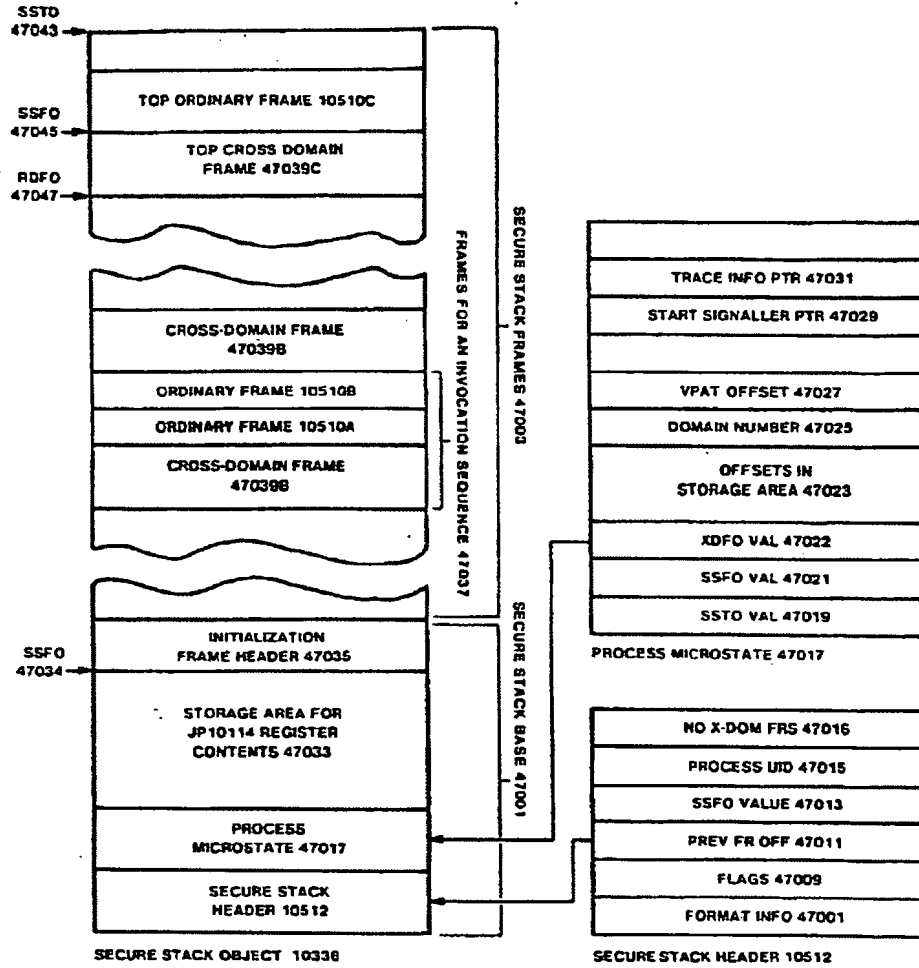 SSTO
47043
TOP ORDINARY FRAME 10510C
SSFO
47045
TOP CROSS DOMAIN
FRAME 47039C
RDFO
47047
CROSS-DOMAIN FRAME
47039B
ORDINARY FRAME 10510B
ORDINARY FRAME 10510A
CROSS-DOMAIN FRAME
47039B
FRAMES FOR AN INVOCATION SEQUENCE 47037
SECURE STACK FRAMES 47003
INITIALIZATION
FRAME HEADER 47035
SSFO
47034
STORAGE AREA FOR
JP10114 REGISTER
CONTENTS 47033
PROCESS
MICROSTATE 47017
SECURE STACK
HEADER 10512
SECURE STACK BASE 47001
SECURE STACK OBJECT 10336
TRACE INFO PTR 47031
START SIGNALLER PTR 47029
VPAT OFFSET 47027
DOMAIN NUMBER 47025
OFFSETS IN
STORAGE AREA 47023
XDFO VAL 47022
SSFO VAL 47021
SSTO VAL 47019
PROCESS MICROSTATE 47017
NO X-DOM FRS 47016
PROCESS UID 47015
SSFO VALUE 47013
PREV FR OFF 47011
FLAGS 47009
FORMAT INFO 47001
SECURE STACK HEADER 10512